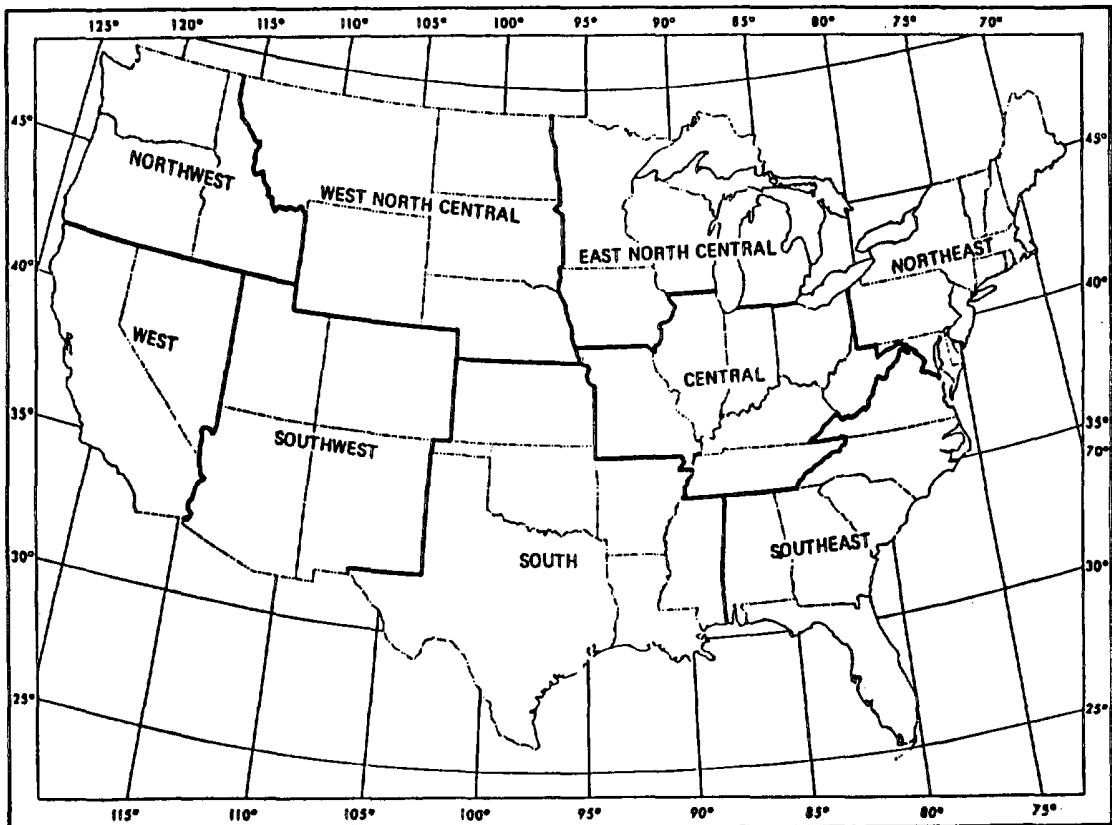 125° 120° 115° 110° 105° 100° 95° 90° 85° 80° 75° 70°
45° 45°
NORTHWEST
WEST NORTH CENTRAL
EAST NORTH CENTRAL
NORTHEAST
40° 40°
WEST
CENTRAL
35° 35°
SOUTHWEST
70°
SOUTH
SOUTHEAST
30° 30°
25° 25°
115° 110° 105° 100° 95° 90° 85° 80° 75°